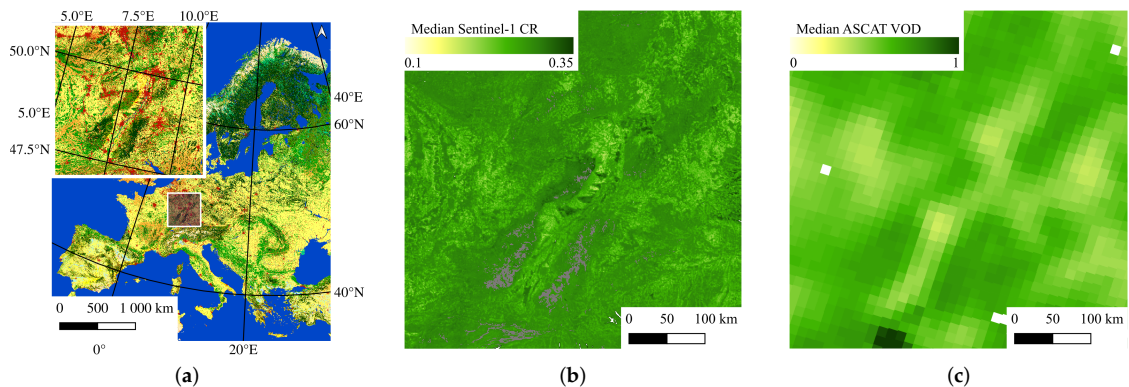 5.0°E 7.5°E 10.0°E
50.0°N
5.0°E
47.5°N
40°E
60°N
40°N
0 500 1 000 km
0° 20°E
(a)
Median Sentinel-1 CR
0.1 0.35
0 50 100 km
(b)
Median ASCAT VOD
0 1
0 50 100 km
(c)